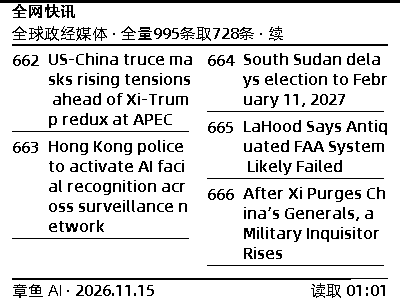 全网快讯
全球政经媒体 · 全量995条取728条 · 续
662 US-China truce ma
sks rising tensions
ahead of Xi-Trum
p redux at APEC
663 Hong Kong police
to activate AI faci
al recognition acr
oss surveillance n
etwork
664 South Sudan dela
ys election to Febr
uary 11, 2027
665 LaHood Says Antiq
uated FAA System
Likely Failed
666 After Xi Purges Ch
ina’s Generals, a
Military Inquisitor
Rises
章鱼 AI · 2026.11.15
读取 01:01